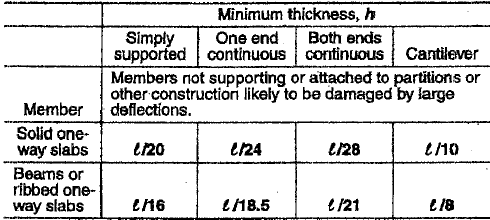 Minimum thickness, h
Simply supported One end continuous Both ends continuous Cantilever
Member
Members not supporting or attached to partitions or
other construction likely to be damaged by large
deflections.
Solid one-
way slabs
ℓ/20 ℓ/24 ℓ/28 ℓ/10
Beams or
ribbed one-
way slabs
ℓ/16 ℓ/18.5 ℓ/21 ℓ/8